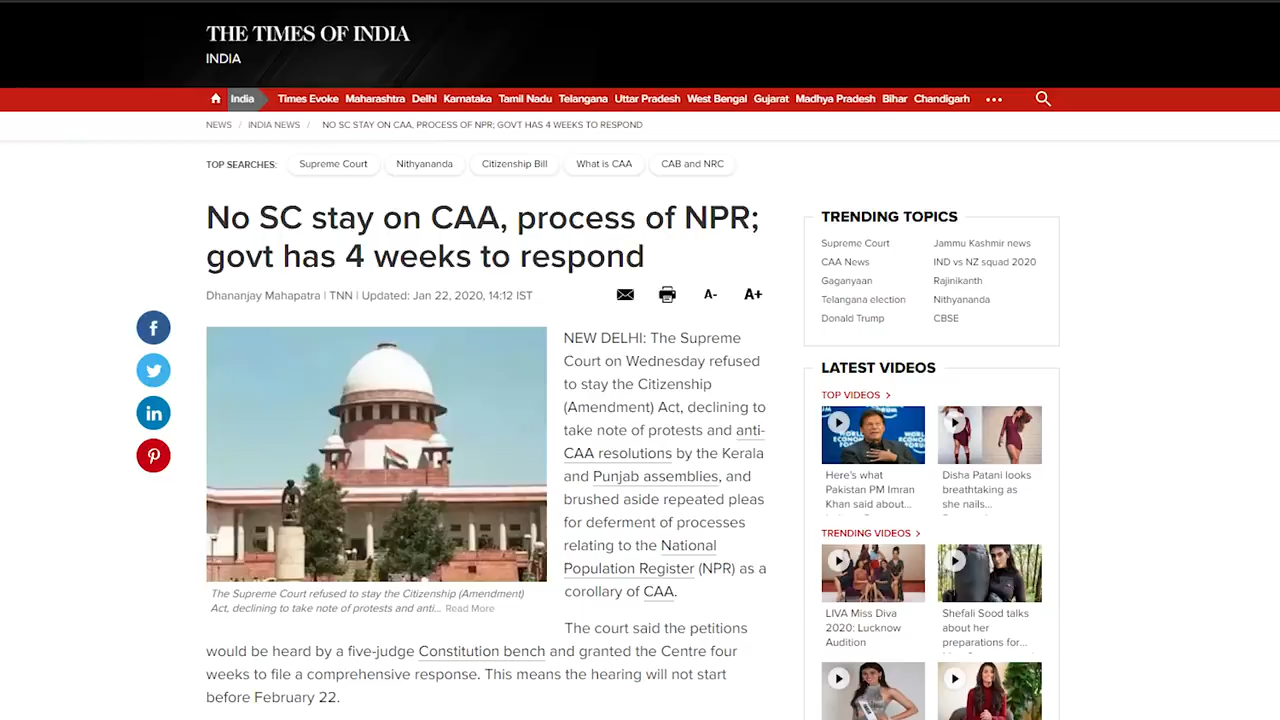 THE TIMES OF INDIA
INDIA
India Times Evoke Maharashtra Delhi Karnataka Tamil Nadu Telangana Uttar Pradesh West Bengal Gujarat Madhya Pradesh Bihar Chandigarh
NEWS / INDIA NEWS / NO SC STAY ON CAA, PROCESS OF NPR; GOVT HAS 4 WEEKS TO RESPOND
TOP SEARCHES: Supreme Court Nithyananda Citizenship Bill What is CAA CAB and NRC
No SC stay on CAA, process of NPR;
govt has 4 weeks to respond
Dhananjay Mahapatra | TNN | Updated: Jan 22, 2020, 14:12 IST
A- A+
NEW DELHI: The Supreme
Court on Wednesday refused
to stay the Citizenship
(Amendment) Act, declining to
take note of protests and anti-
CAA resolutions by the Kerala
and Punjab assemblies, and
brushed aside repeated pleas
for deferment of processes
relating to the National
Population Register (NPR) as a
corollary of CAA.
The Supreme Court refused to stay the Citizenship (Amendment)
Act, declining to take note of protests and anti... Read More
The court said the petitions
would be heard by a five-judge Constitution bench and granted the Centre four
weeks to file a comprehensive response. This means the hearing will not start
before February 22.
TRENDING TOPICS
Supreme Court Jammu Kashmir news
CAA News IND vs NZ squad 2020
Gaganyaan Rajinikanth
Telangana election Nithyananda
Donald Trump CBSE
LATEST VIDEOS
TOP VIDEOS >
Here's what
Pakistan PM Imran
Khan said about...
Disha Patani looks
breathtaking as
she nails...
TRENDING VIDEOS >
LIVA Miss Diva
2020: Lucknow
Audition
Shefali Sood talks
about her
preparations for...